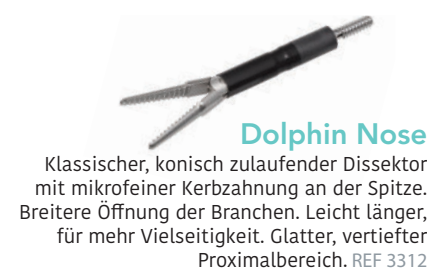 Dolphin Nose
Klassischer, konisch zulaufender Dissektor
mit mikrofeiner Kerbzahnung an der Spitze.
Breitere Öffnung der Branchen. Leicht länger,
für mehr Vielseitigkeit. Glatter, vertiefter
Proximalbereich. REF 3312